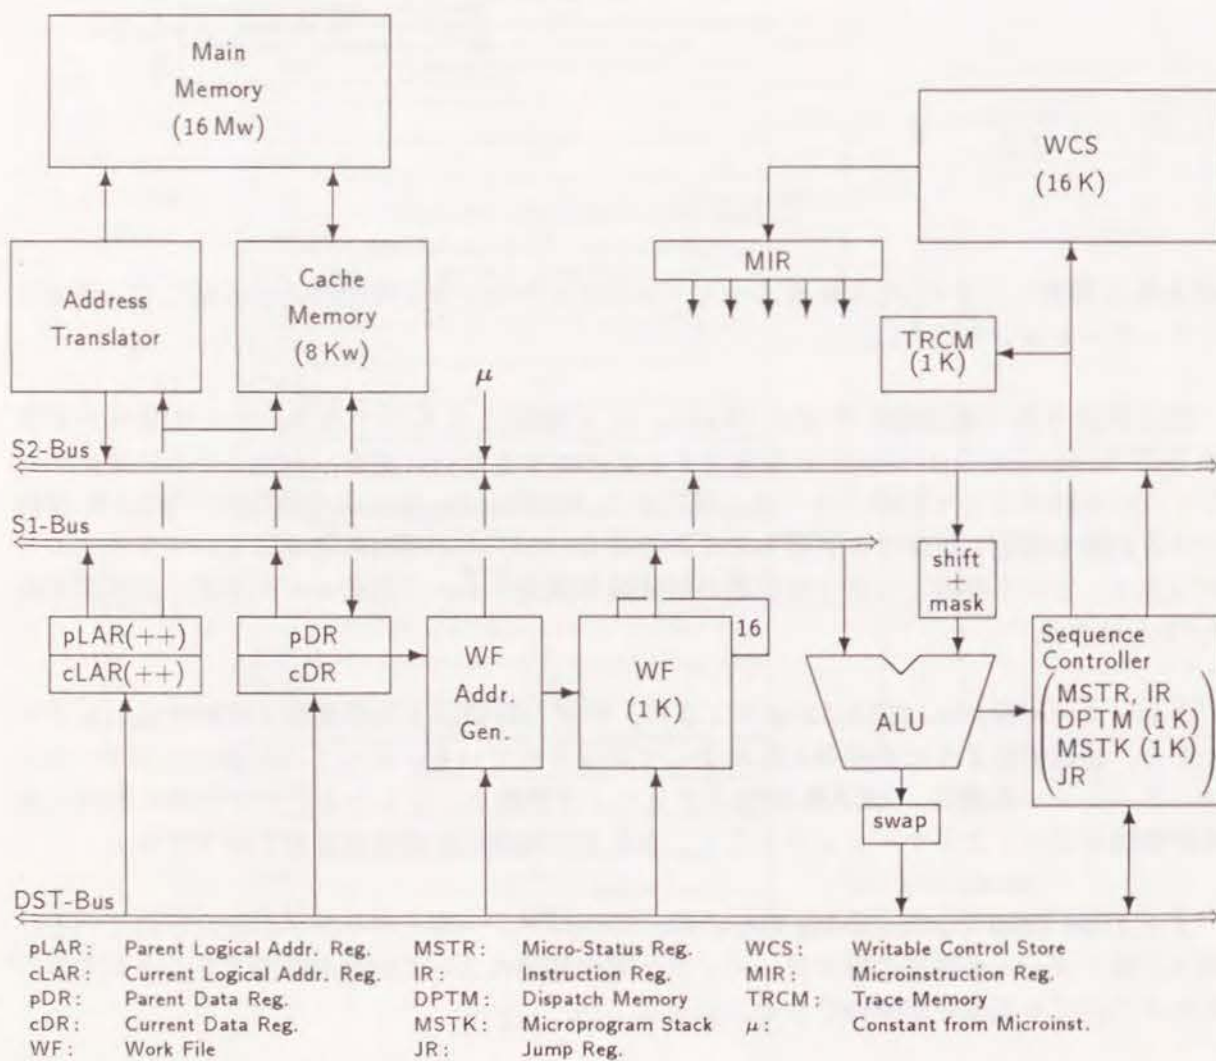 Main
Memory
(16 Mw)
WCS
(16 K)
MIR
Address
Translator
Cache
Memory
(8 Kw)
TRCM
(1 K)
μ
S2-Bus
S1-Bus
shift
+
mask
pLAR(++)
cLAR(++)
pDR
cDR
WF
Addr.
Gen.
WF
(1 K)
16
ALU
Sequence
Controller
MSTR, IR
DPTM (1 K)
MSTK (1 K)
JR
swap
DST-Bus
pLAR: Parent Logical Addr. Reg.
cLAR: Current Logical Addr. Reg.
pDR: Parent Data Reg.
cDR: Current Data Reg.
WF: Work File
MSTR: Micro-Status Reg.
IR: Instruction Reg.
DPTM: Dispatch Memory
MSTK: Microprogram Stack
JR: Jump Reg.
WCS: Writable Control Store
MIR: Microinstruction Reg.
TRCM: Trace Memory
μ: Constant from Microinst.